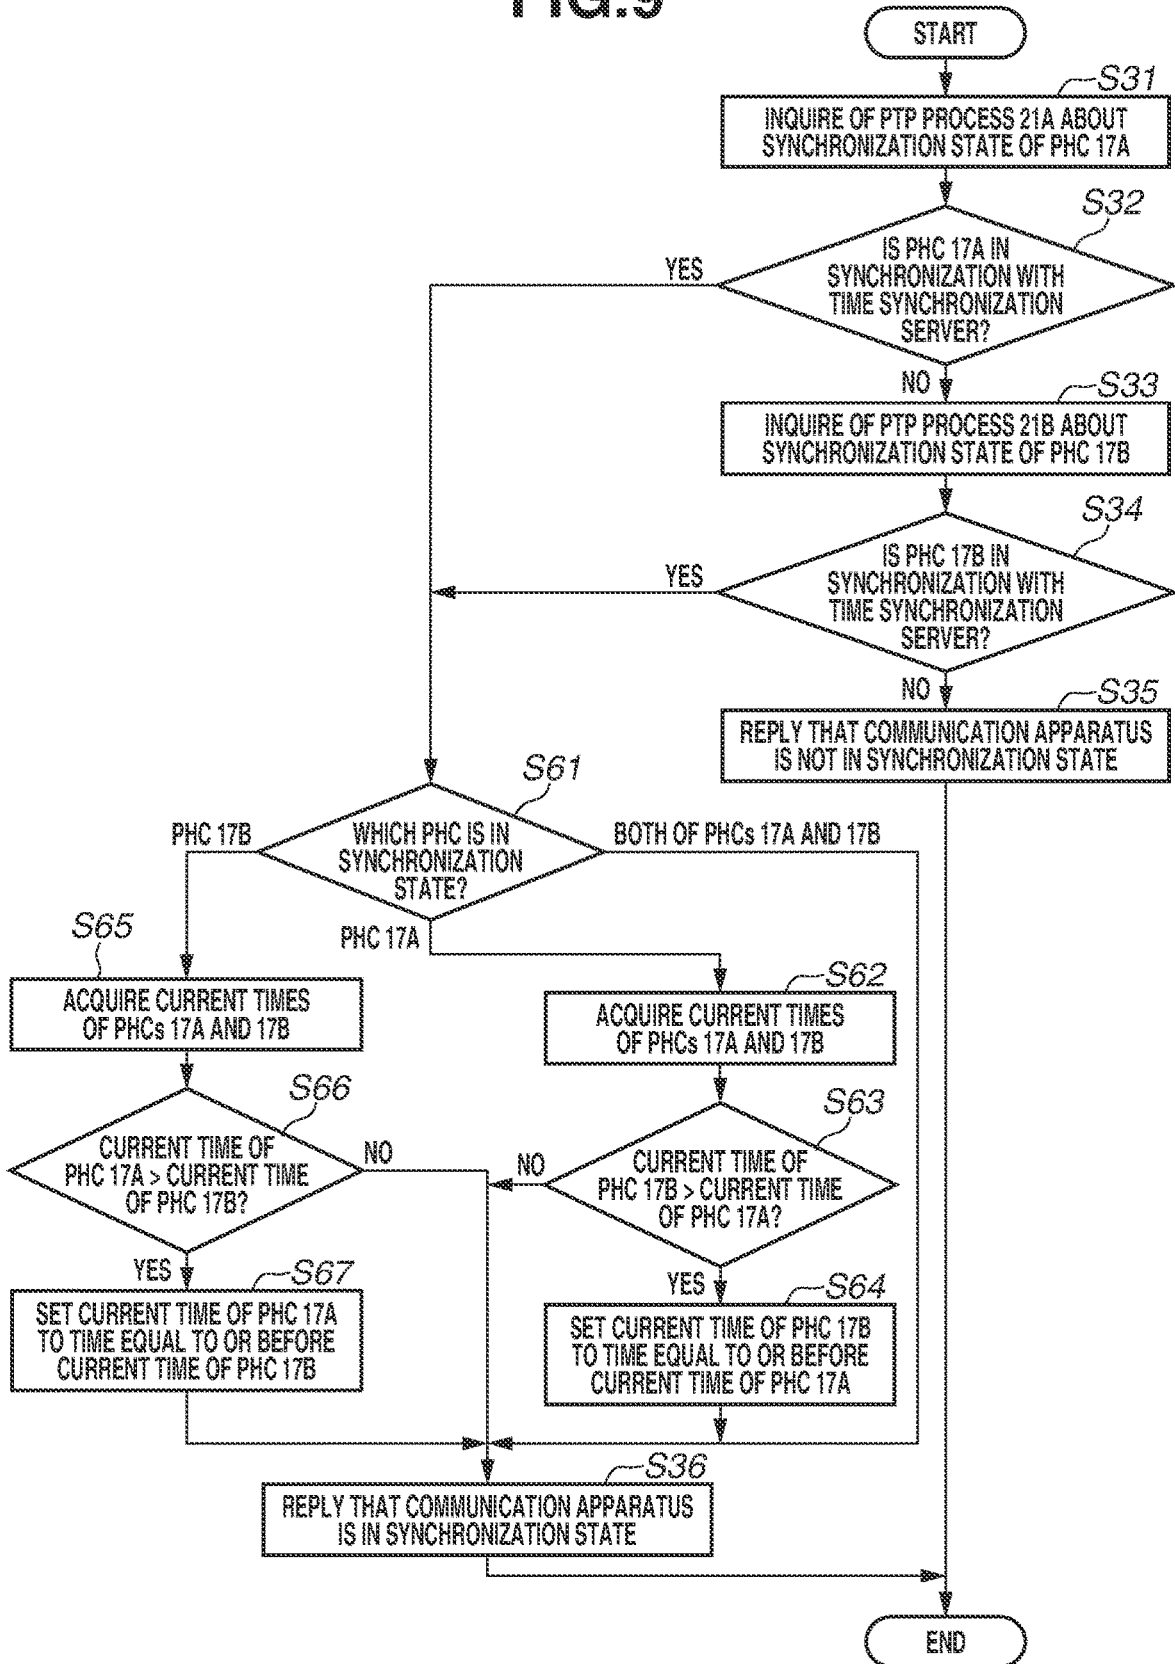 FIG.9
START
S31
INQUIRE OF PTP PROCESS 21A ABOUT
SYNCHRONIZATION STATE OF PHC 17A
S32
IS PHC 17A IN
SYNCHRONIZATION WITH
TIME SYNCHRONIZATION
SERVER?
YES
NO
S33
INQUIRE OF PTP PROCESS 21B ABOUT
SYNCHRONIZATION STATE OF PHC 17B
S34
IS PHC 17B IN
SYNCHRONIZATION WITH
TIME SYNCHRONIZATION
SERVER?
YES
NO
S35
REPLY THAT COMMUNICATION APPARATUS
IS NOT IN SYNCHRONIZATION STATE
S61
WHICH PHC IS IN
SYNCHRONIZATION
STATE?
PHC 17B
BOTH OF PHCs 17A AND 17B
PHC 17A
S65
ACQUIRE CURRENT TIMES
OF PHCs 17A AND 17B
S62
ACQUIRE CURRENT TIMES
OF PHCs 17A AND 17B
S66
CURRENT TIME OF
PHC 17A > CURRENT TIME
OF PHC 17B?
NO
YES
S63
CURRENT TIME OF
PHC 17B > CURRENT TIME
OF PHC 17A?
NO
YES
S67
SET CURRENT TIME OF PHC 17A
TO TIME EQUAL TO OR BEFORE
CURRENT TIME OF PHC 17B
S64
SET CURRENT TIME OF PHC 17B
TO TIME EQUAL TO OR BEFORE
CURRENT TIME OF PHC 17A
S36
REPLY THAT COMMUNICATION APPARATUS
IS IN SYNCHRONIZATION STATE
END